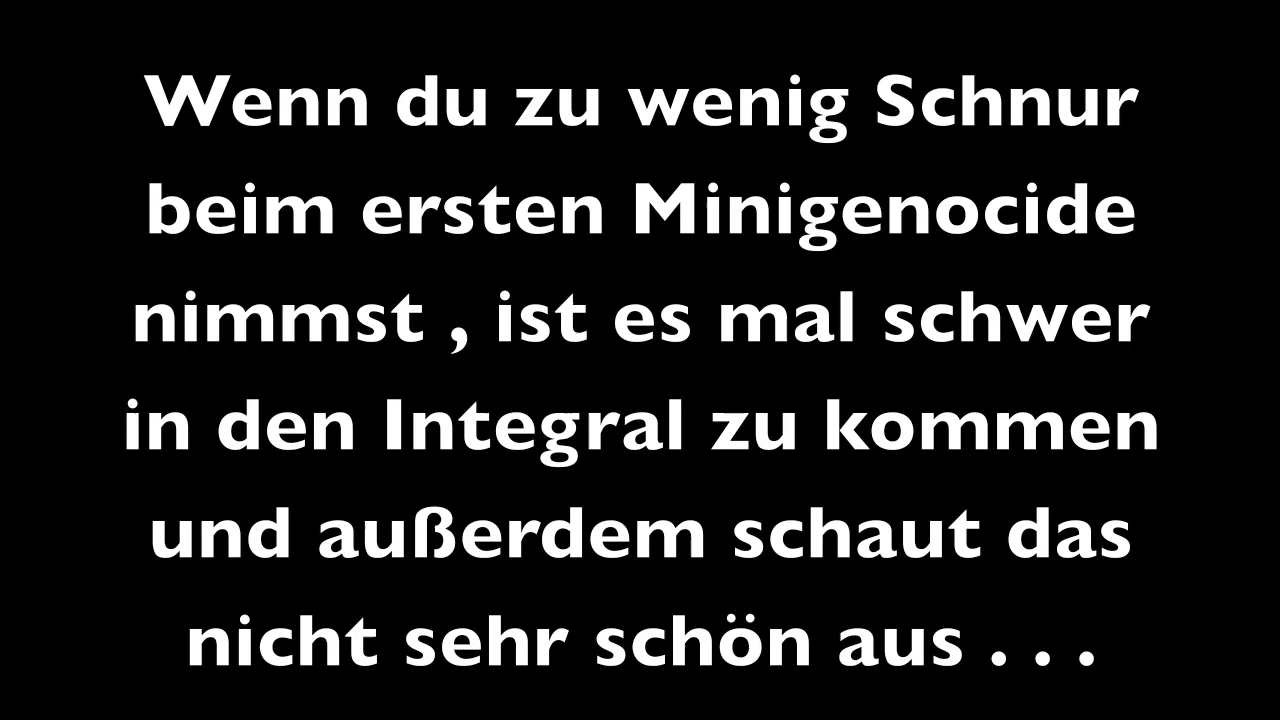 Wenn du zu wenig Schnur
beim ersten Minigenocide
nimmst , ist es mal schwer
in den Integral zu kommen
und außerdem schaut das
nicht sehr schön aus . . .